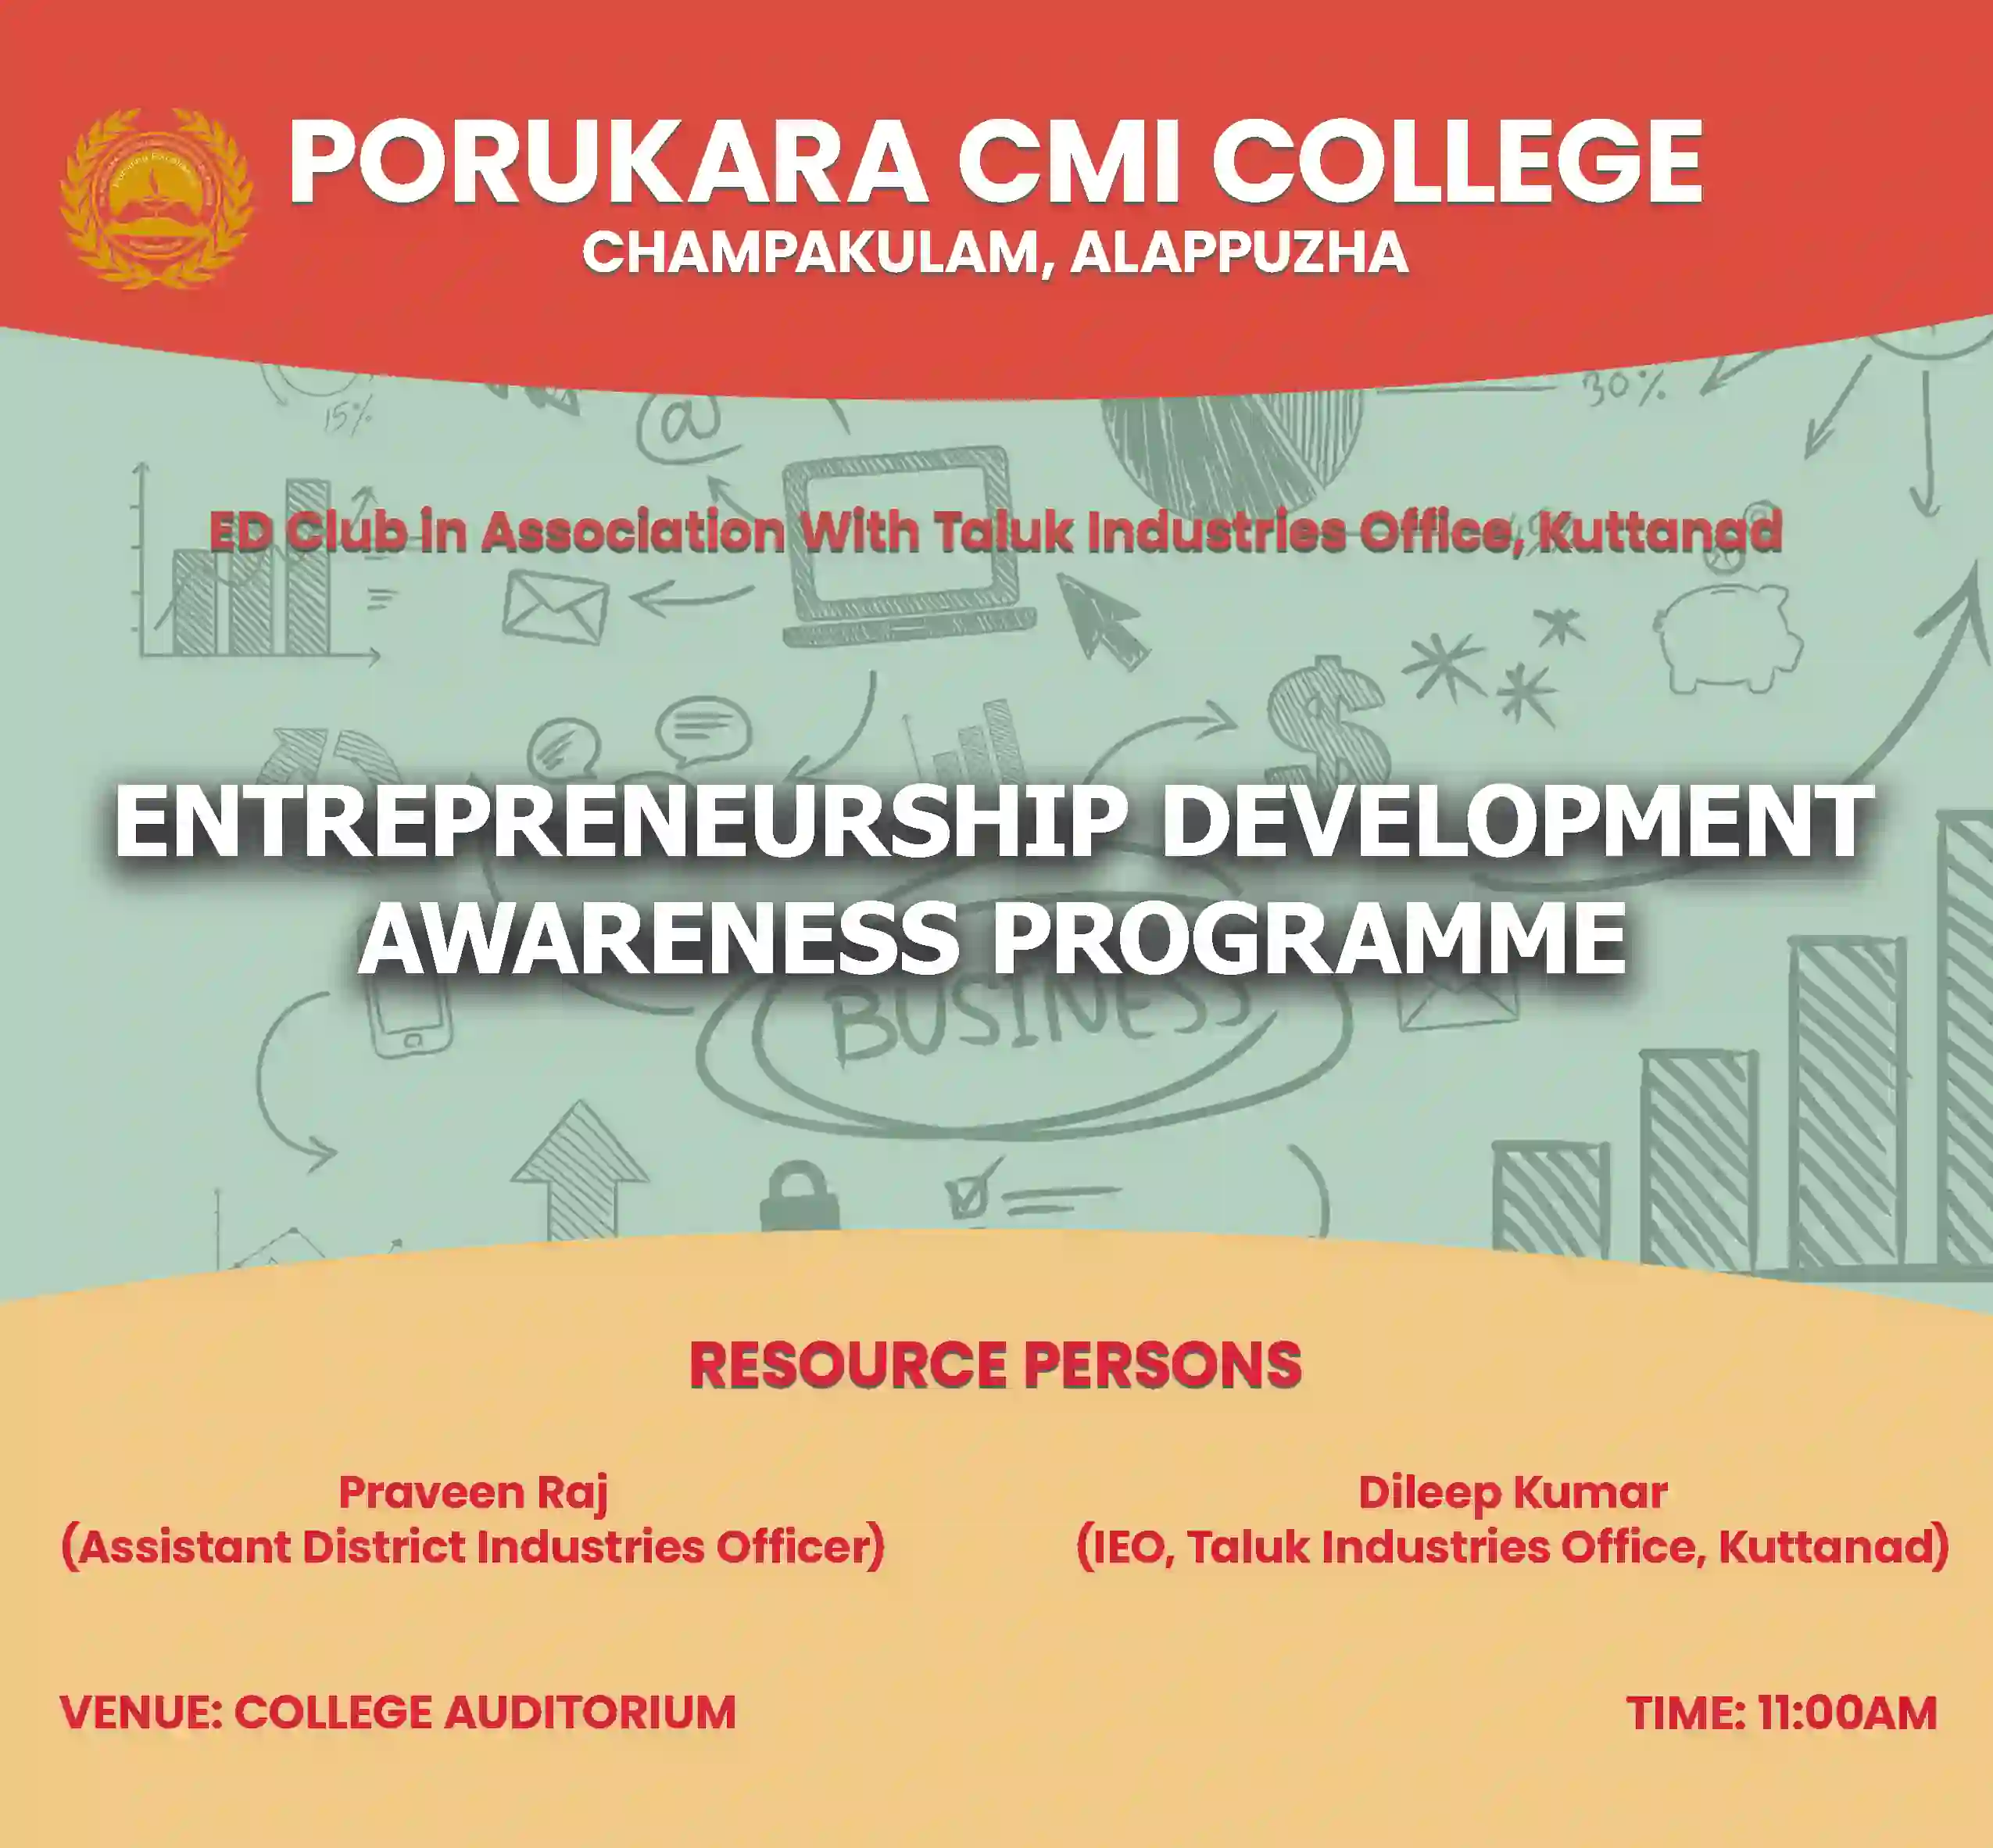 PORUKARA CMI COLLEGE
CHAMPAKULAM, ALAPPUZHA
15%
@
30%
ED Club in Association With Taluk Industries Office, Kuttanad
$
ENTREPRENEURSHIP DEVELOPMENT
AWARENESS PROGRAMME
BUSINESS
RESOURCE PERSONS
Praveen Raj
(Assistant District Industries Officer)
Dileep Kumar
(IEO, Taluk Industries Office, Kuttanad)
VENUE: COLLEGE AUDITORIUM
TIME: 11:00AM